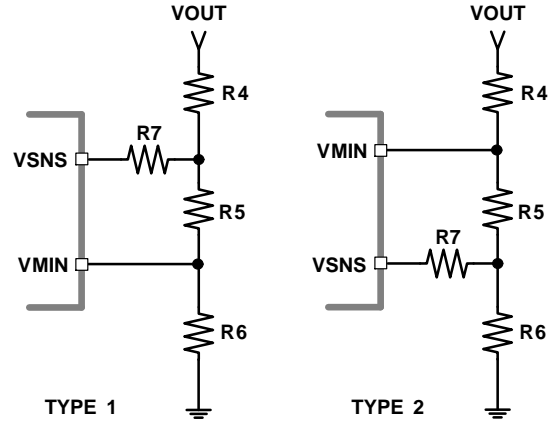 VOUT
R4
R7
VSNS
R5
VMIN
R6
TYPE 1
VOUT
R4
VMIN
R5
R7
VSNS
R6
TYPE 2